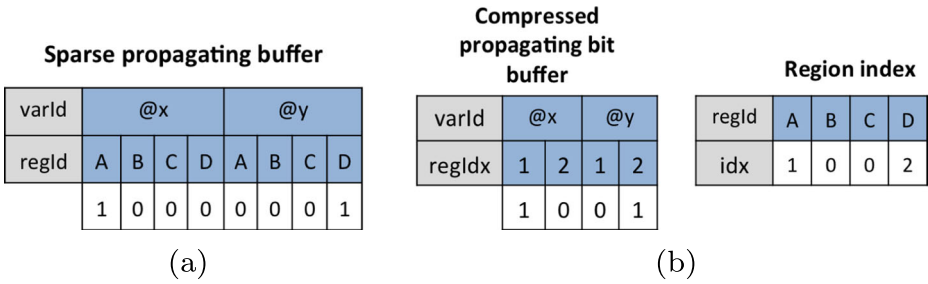 Sparse propagating buffer
varId @x @y
regId A B C D A B C D
1 0 0 0 0 0 0 1
(a)
Compressed
propagating bit
buffer
varId @x @y
regIdx 1 2 1 2
1 0 0 1
Region index
regId A B C D
idx 1 0 0 2
(b)